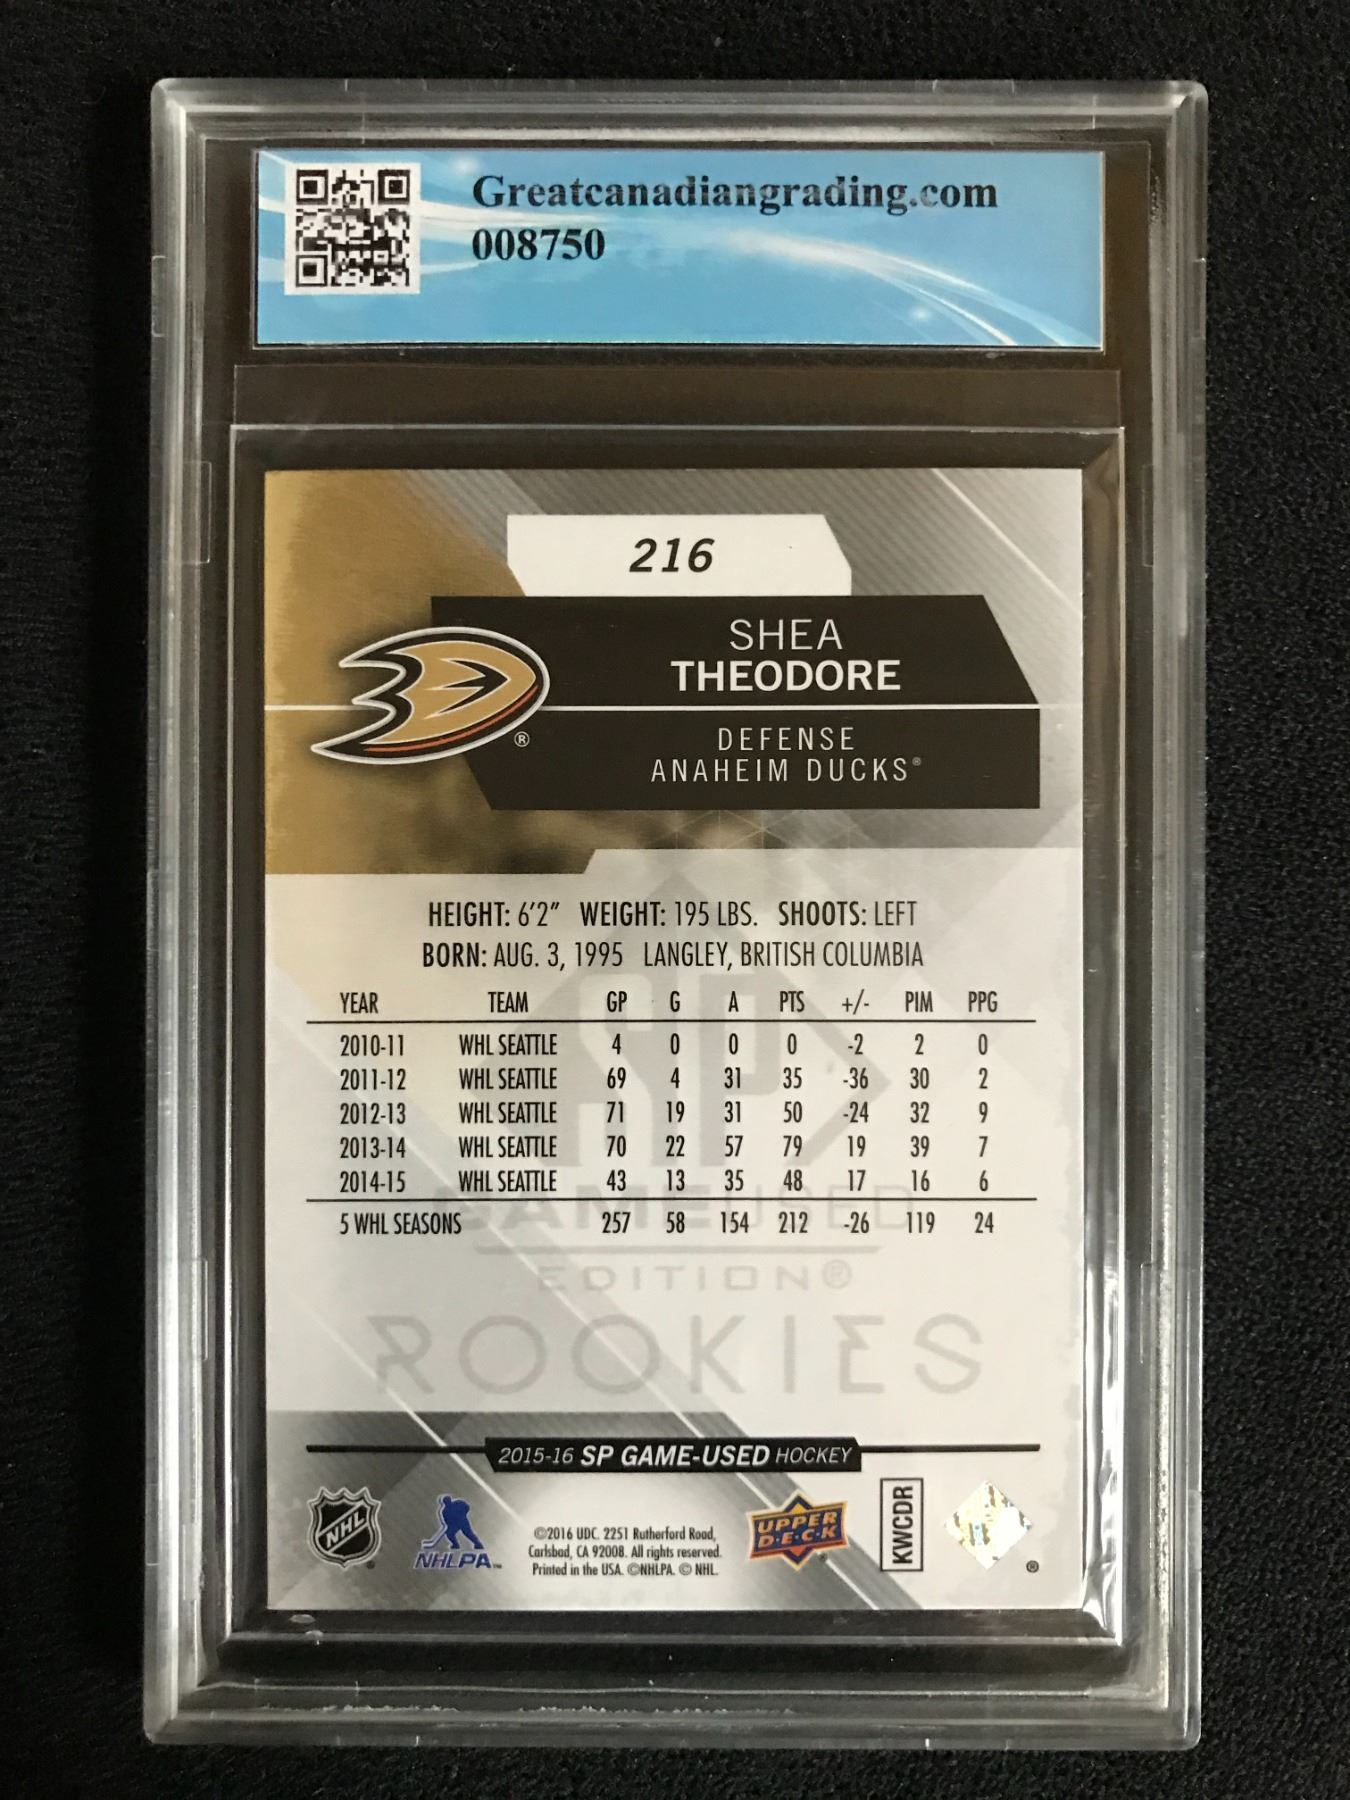 Greatcanadiangrading.com
008750
216
SHEA
THEODORE
DEFENSE
ANAHEIM DUCKS®
®
HEIGHT: 6'2" WEIGHT: 195 LBS. SHOOTS: LEFT
BORN: AUG. 3, 1995 LANGLEY, BRITISH COLUMBIA
YEAR TEAM GP G A PTS +/- PIM PPG
2010-11 WHL SEATTLE 4 0 0 0 -2 2 0
2011-12 WHL SEATTLE 69 4 31 35 -36 30 2
2012-13 WHL SEATTLE 71 19 31 50 -24 32 9
2013-14 WHL SEATTLE 70 22 57 79 19 39 7
2014-15 WHL SEATTLE 43 13 35 48 17 16 6
5 WHL SEASONS 257 58 154 212 -26 119 24
SP
GAME USED
EDITION®
ROOKIES
2015-16 SP GAME-USED HOCKEY
NHL
®
NHLPA™
©2016 UDC. 2251 Rutherford Road,
Carlsbad, CA 92008. All rights reserved.
Printed in the USA. ©NHLPA. © NHL.
UPPER
D·E·C·K
®
KWCDR
®